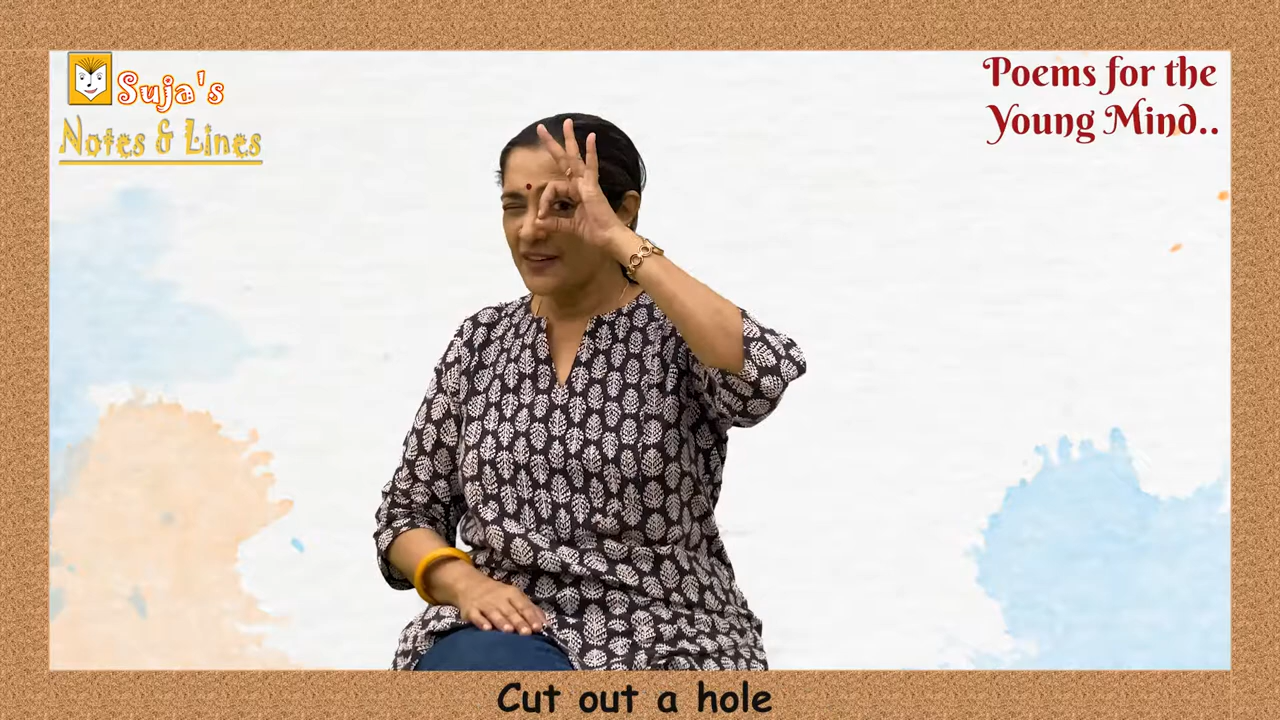 Suja's
Notes & Lines
Poems for the
Young Mind..
Cut out a hole